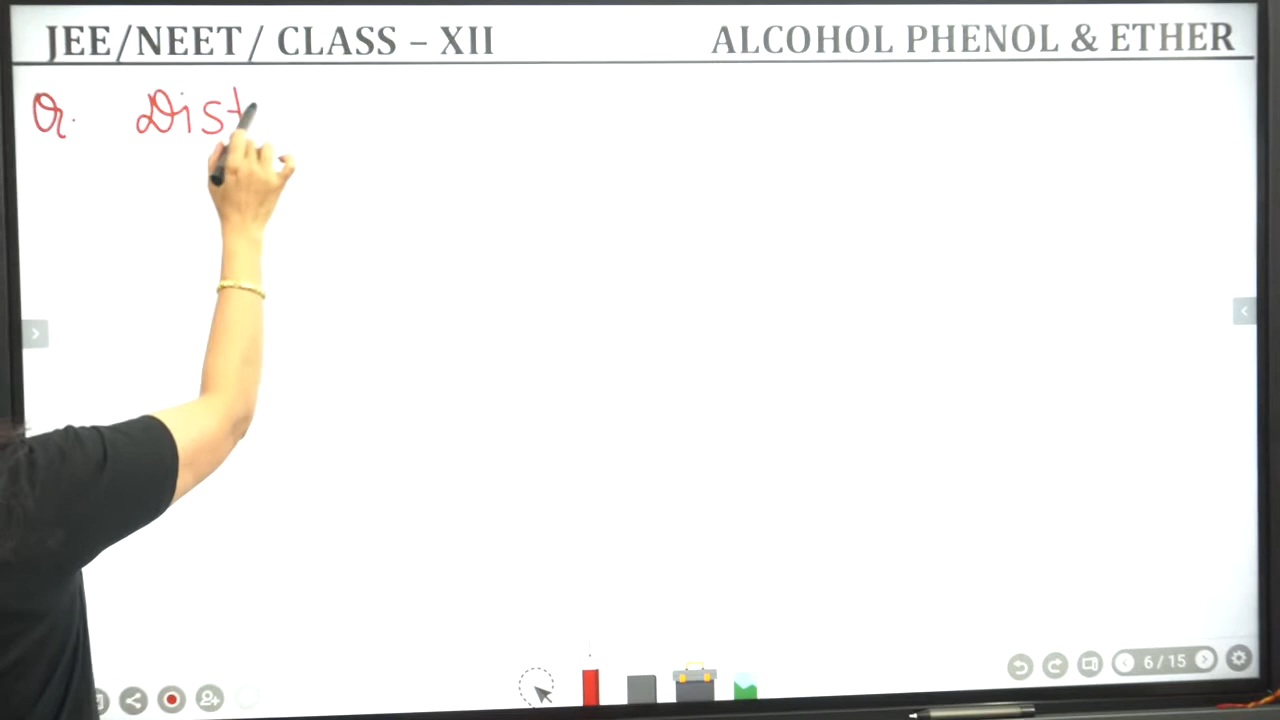 JEE/NEET/ CLASS – XII ALCOHOL PHENOL & ETHER
Q. Dist
6/15